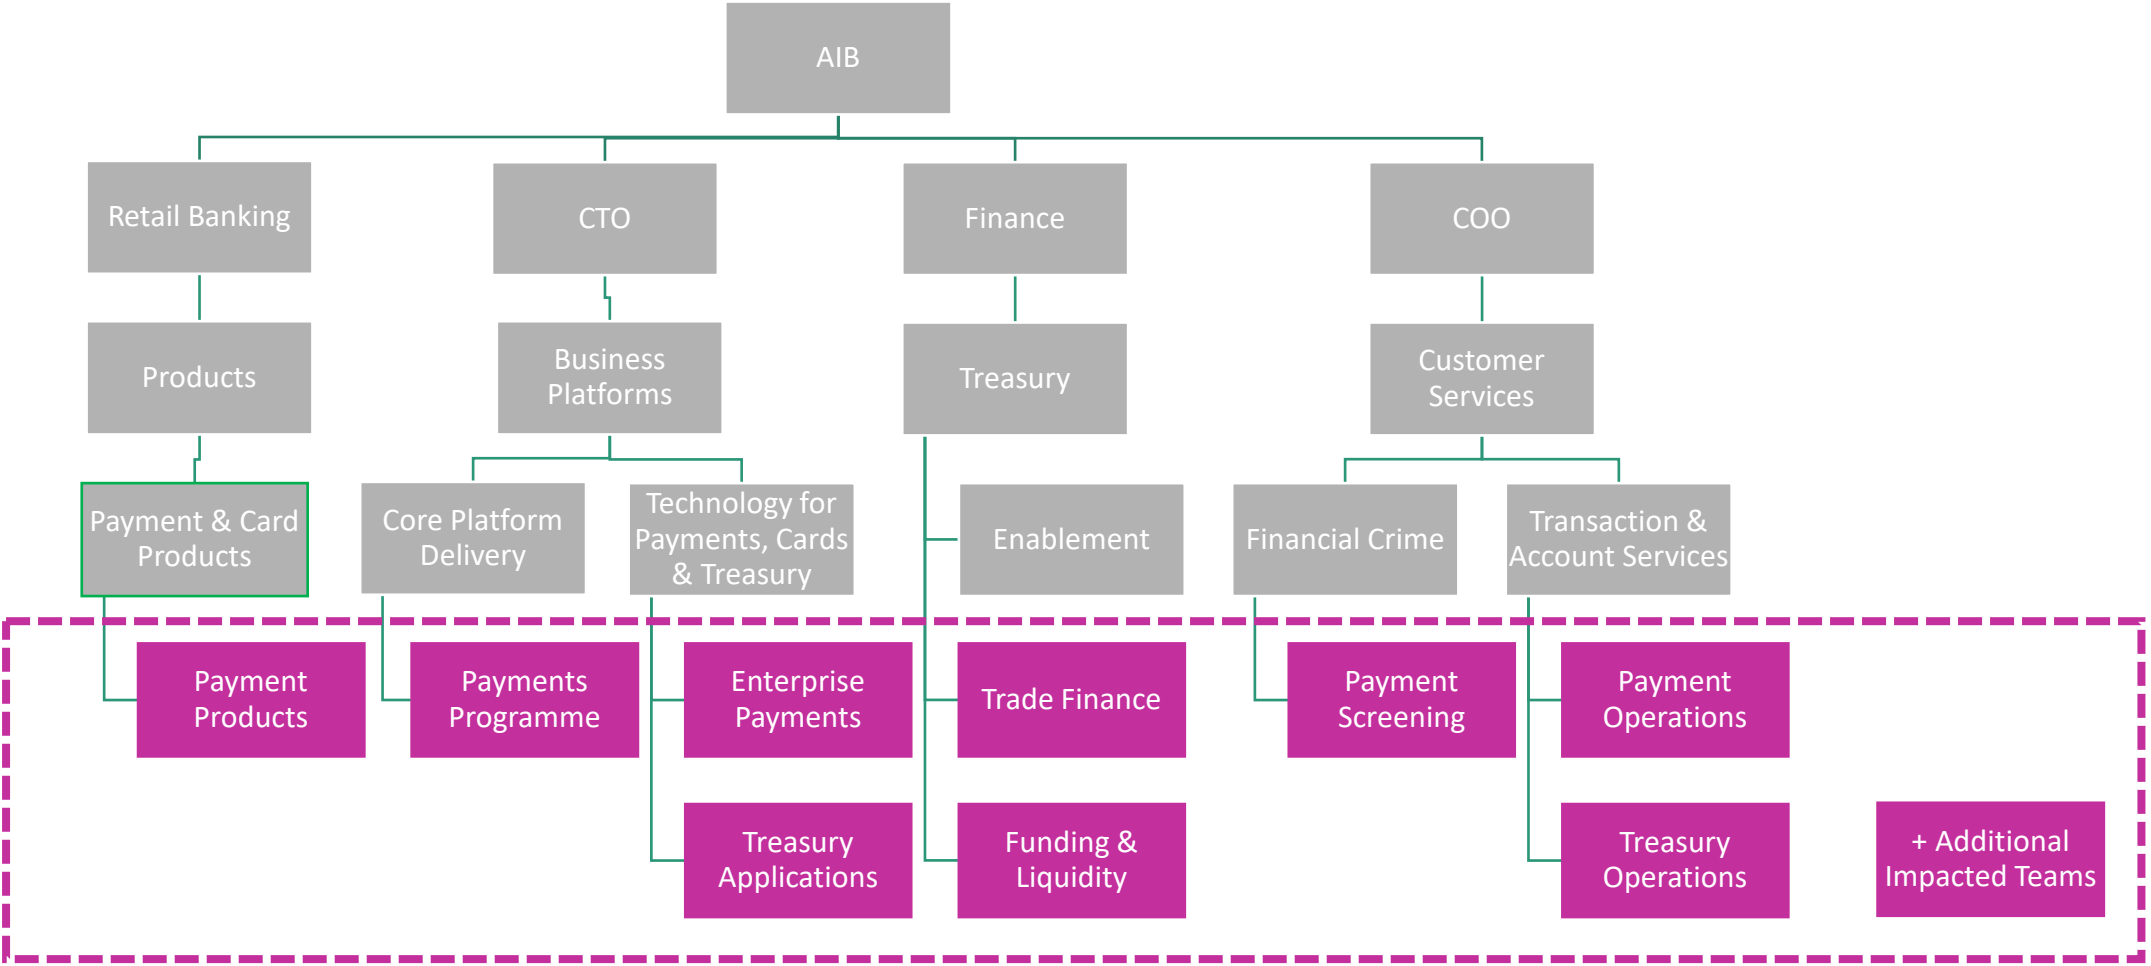 AIB
Retail Banking
CTO
Finance
COO
Products
Business
Platforms
Treasury
Customer
Services
Payment & Card
Products
Core Platform
Delivery
Technology for
Payments, Cards
& Treasury
Enablement
Financial Crime
Transaction &
Account Services
Payment
Products
Payments
Programme
Enterprise
Payments
Trade Finance
Payment
Screening
Payment
Operations
Treasury
Applications
Funding &
Liquidity
Treasury
Operations
+ Additional
Impacted Teams